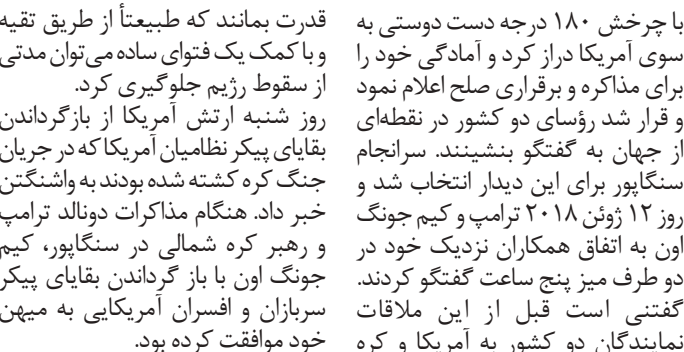 با چرخش ۱۸۰ درجه دست دوستی به
سوی آمریکا دراز کرد و آمادگی خود را
برای مذاکره و برقراری صلح اعلام نمود
و قرار شد رؤسای دو کشور در نقطه‌ای
از جهان به گفتگو بنشینند. سرانجام
سنگاپور برای این دیدار انتخاب شد و
روز ۱۲ ژوئن ۲۰۱۸ ترامپ و کیم جونگ
اون به اتفاق همکاران نزدیک خود در
دو طرف میز پنج ساعت گفتگو کردند.
گفتنی است قبل از این ملاقات
نمایندگان دو کشور به آمریکا و کره
قدرت بمانند که طبیعتأ از طریق تقیه
و با کمک یک فتوای ساده می‌توان مدتی
از سقوط رژیم جلوگیری کرد.
روز شنبه ارتش آمریکا از بازگرداندن
بقایای پیکر نظامیان آمریکا که در جریان
جنگ کره کشته شده بودند به واشنگتن
خبر داد. هنگام مذاکرات دونالد ترامپ
و رهبر کره شمالی در سنگاپور، کیم
جونگ اون با باز گرداندن بقایای پیکر
سربازان و افسران آمریکایی به میهن
خود موافقت کرده بود.